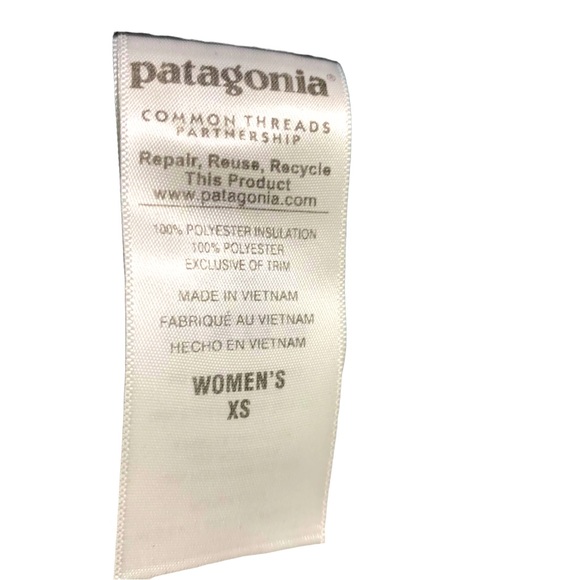 patagonia®
COMMON THREADS
PARTNERSHIP
Repair, Reuse, Recycle
This Product
www.patagonia.com
100% POLYESTER INSULATION
100% POLYESTER
EXCLUSIVE OF TRIM
MADE IN VIETNAM
FABRIQUÉ AU VIETNAM
HECHO EN VIETNAM
WOMEN'S
XS